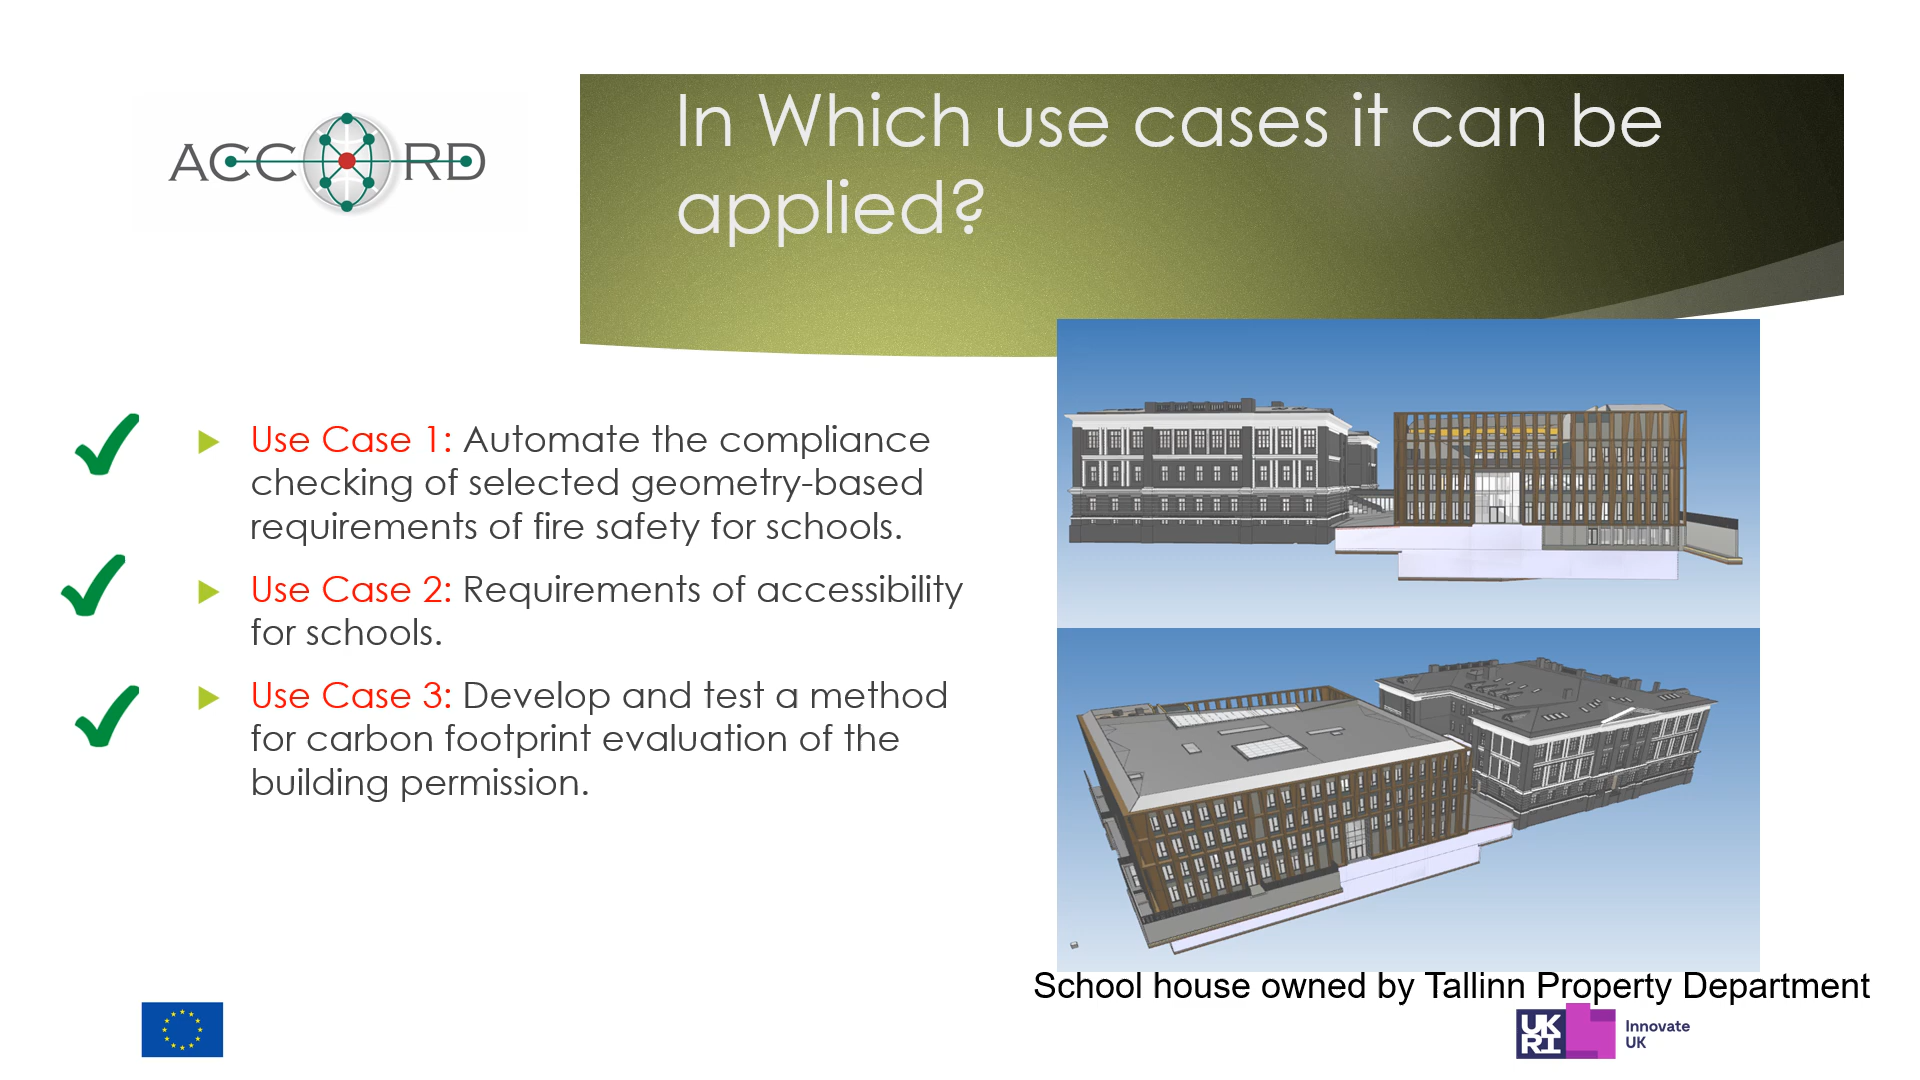 ACCORD
In Which use cases it can be
applied?
Use Case 1: Automate the compliance
checking of selected geometry-based
requirements of fire safety for schools.
Use Case 2: Requirements of accessibility
for schools.
Use Case 3: Develop and test a method
for carbon footprint evaluation of the
building permission.
School house owned by Tallinn Property Department
UK
RI
Innovate
UK